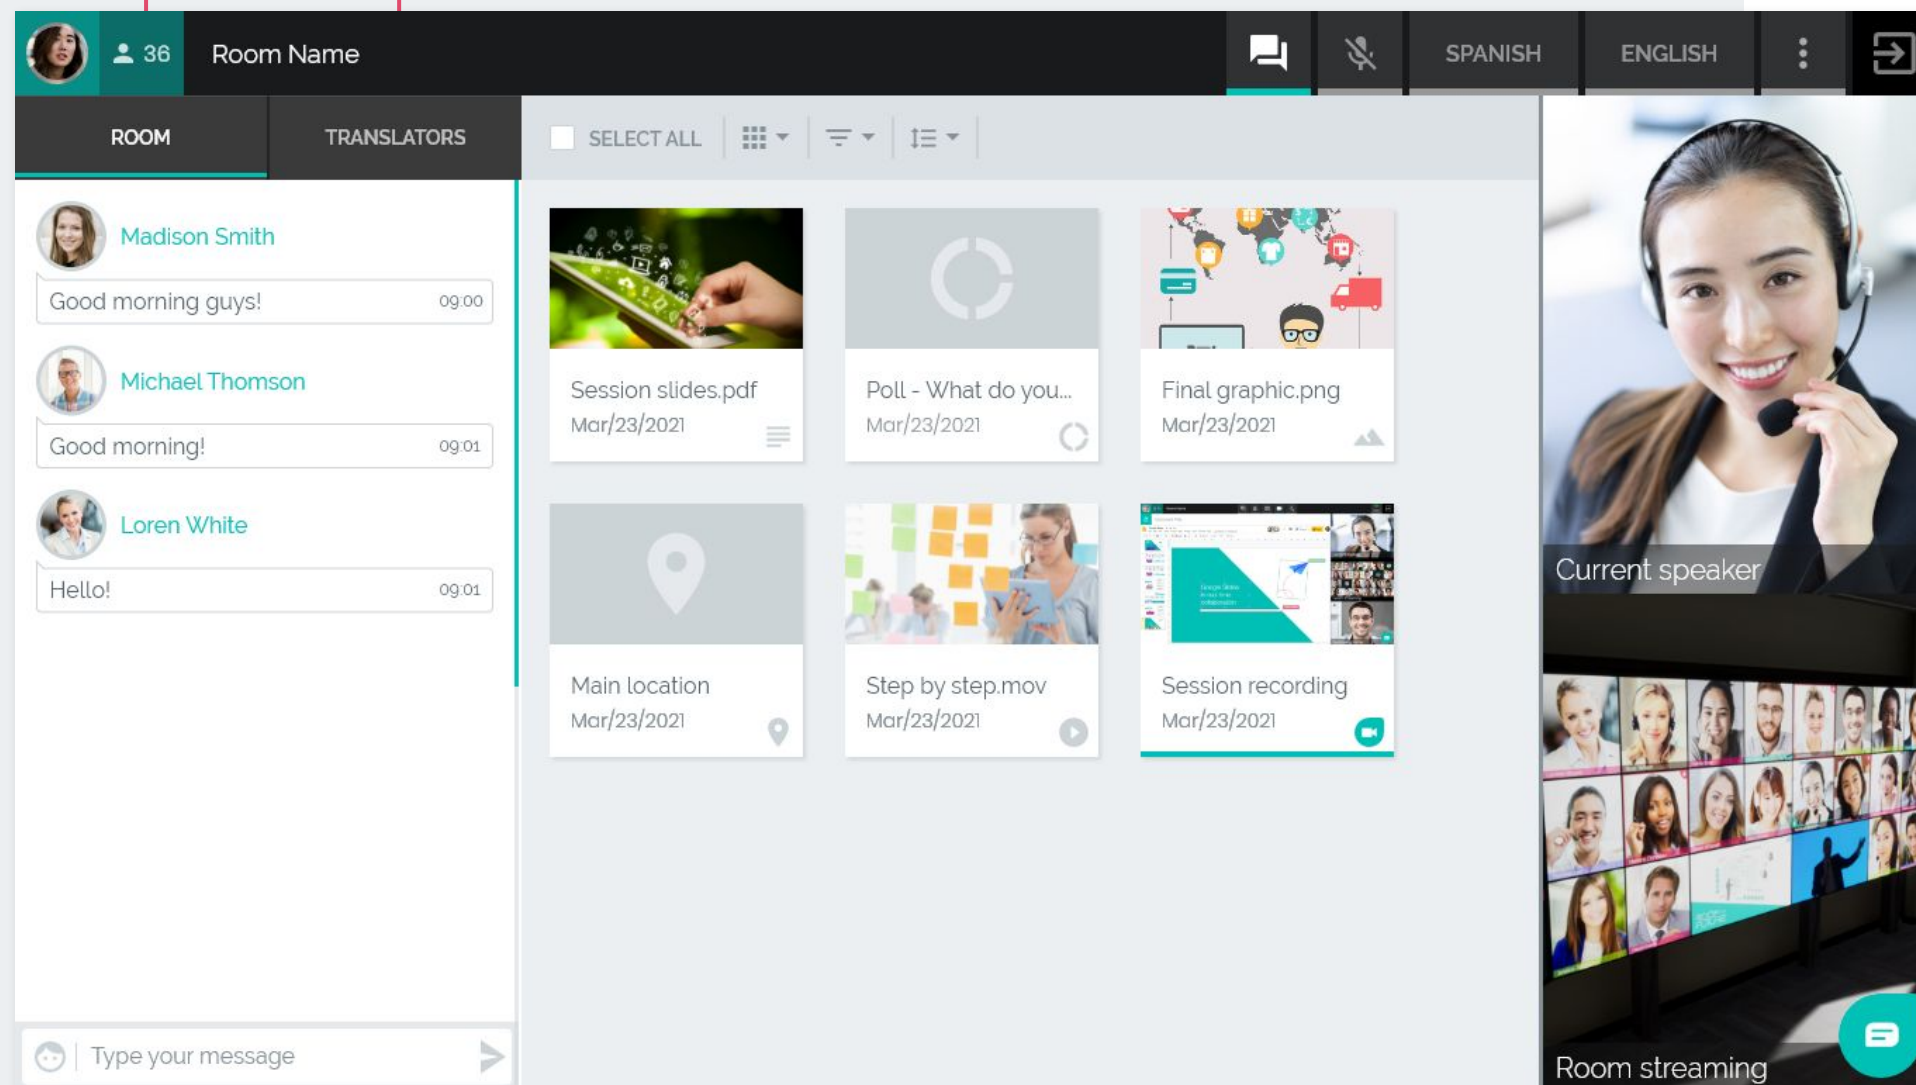 36
Room Name
SPANISH
ENGLISH
ROOM
TRANSLATORS
SELECT ALL
Madison Smith
Good morning guys!
09:00
Michael Thomson
Good morning!
09:01
Loren White
Hello!
09:01
Type your message
Session slides.pdf
Mar/23/2021
Poll - What do you...
Mar/23/2021
Final graphic.png
Mar/23/2021
Main location
Mar/23/2021
Step by step.mov
Mar/23/2021
Session recording
Mar/23/2021
Current speaker
Room streaming